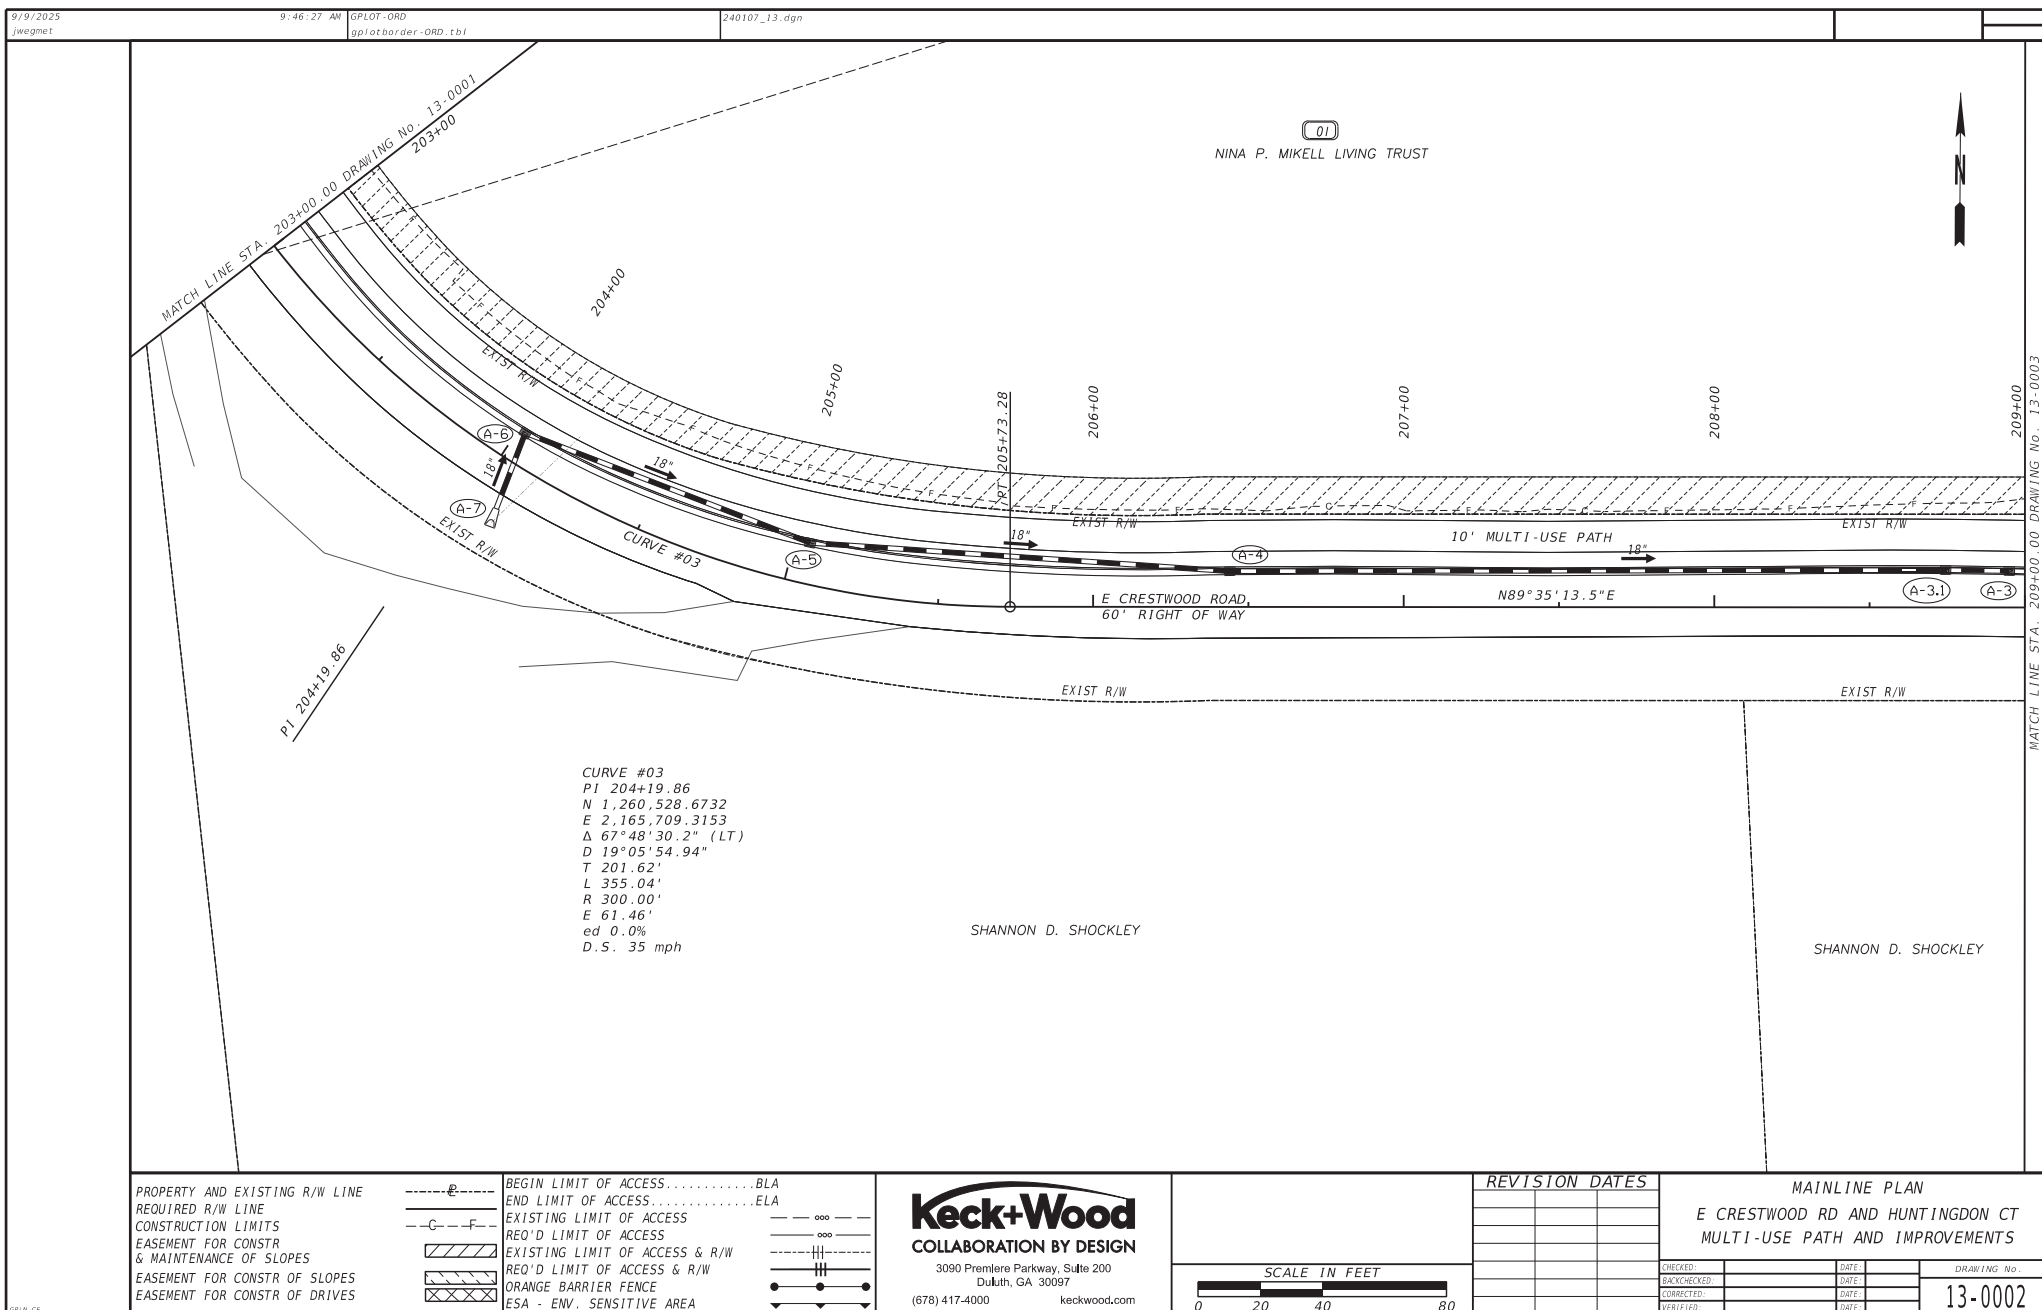 9/9/2025
9:46:27 AM
GPLOT-ORD
240107_13.dgn
jwegmet
gplotborder-ORD.tbl
MATCH LINE STA. 203+00.00 DRAWING No. 13-0001
203+00
01
NINA P. MIKELL LIVING TRUST
N
204+00
205+00
PT 205+73.28
206+00
207+00
208+00
209+00
MATCH LINE STA. 209+00.00 DRAWING No. 13-0003
EXIST R/W
A-6
18"
18"
A-7
EXIST R/W
CURVE #03
A-5
18"
EXIST R/W
A-4
10' MULTI-USE PATH
18"
EXIST R/W
A-3.1
A-3
E CRESTWOOD ROAD
60' RIGHT OF WAY
N89°35'13.5"E
EXIST R/W
EXIST R/W
PI 204+19.86
CURVE #03
PI 204+19.86
N 1,260,528.6732
E 2,165,709.3153
Δ 67°48'30.2" (LT)
D 19°05'54.94"
T 201.62'
L 355.04'
R 300.00'
E 61.46'
ed 0.0%
D.S. 35 mph
SHANNON D. SHOCKLEY
SHANNON D. SHOCKLEY
PROPERTY AND EXISTING R/W LINE
REQUIRED R/W LINE
CONSTRUCTION LIMITS
C F
EASEMENT FOR CONSTR
& MAINTENANCE OF SLOPES
EASEMENT FOR CONSTR OF SLOPES
EASEMENT FOR CONSTR OF DRIVES
BEGIN LIMIT OF ACCESS............BLA
END LIMIT OF ACCESS..............ELA
EXISTING LIMIT OF ACCESS
REQ'D LIMIT OF ACCESS
EXISTING LIMIT OF ACCESS & R/W
REQ'D LIMIT OF ACCESS & R/W
ORANGE BARRIER FENCE
ESA - ENV. SENSITIVE AREA
Keck+Wood
COLLABORATION BY DESIGN
3090 Premiere Parkway, Suite 200
Duluth, GA 30097
(678) 417-4000
keckwood.com
SCALE IN FEET
0 20 40 80
REVISION DATES
MAINLINE PLAN
E CRESTWOOD RD AND HUNTINGDON CT
MULTI-USE PATH AND IMPROVEMENTS
CHECKED: DATE:
BACKCHECKED: DATE:
CORRECTED: DATE:
VERIFIED: DATE:
DRAWING No.
13-0002